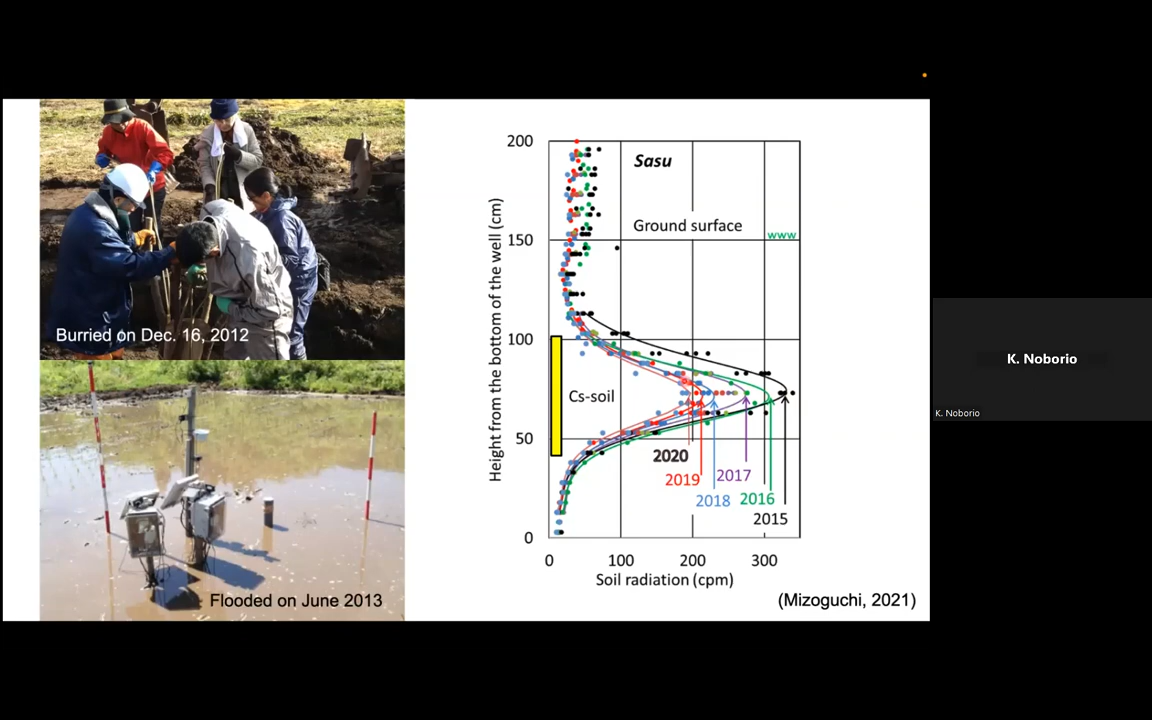 Burried on Dec. 16, 2012
Flooded on June 2013
Height from the bottom of the well (cm)
200
150
100
50
0
Sasu
Ground surface
www
Cs-soil
2020
2019
2018
2017
2016
2015
0 100 200 300
Soil radiation (cpm)
(Mizoguchi, 2021)
K. Noborio
K. Noborio